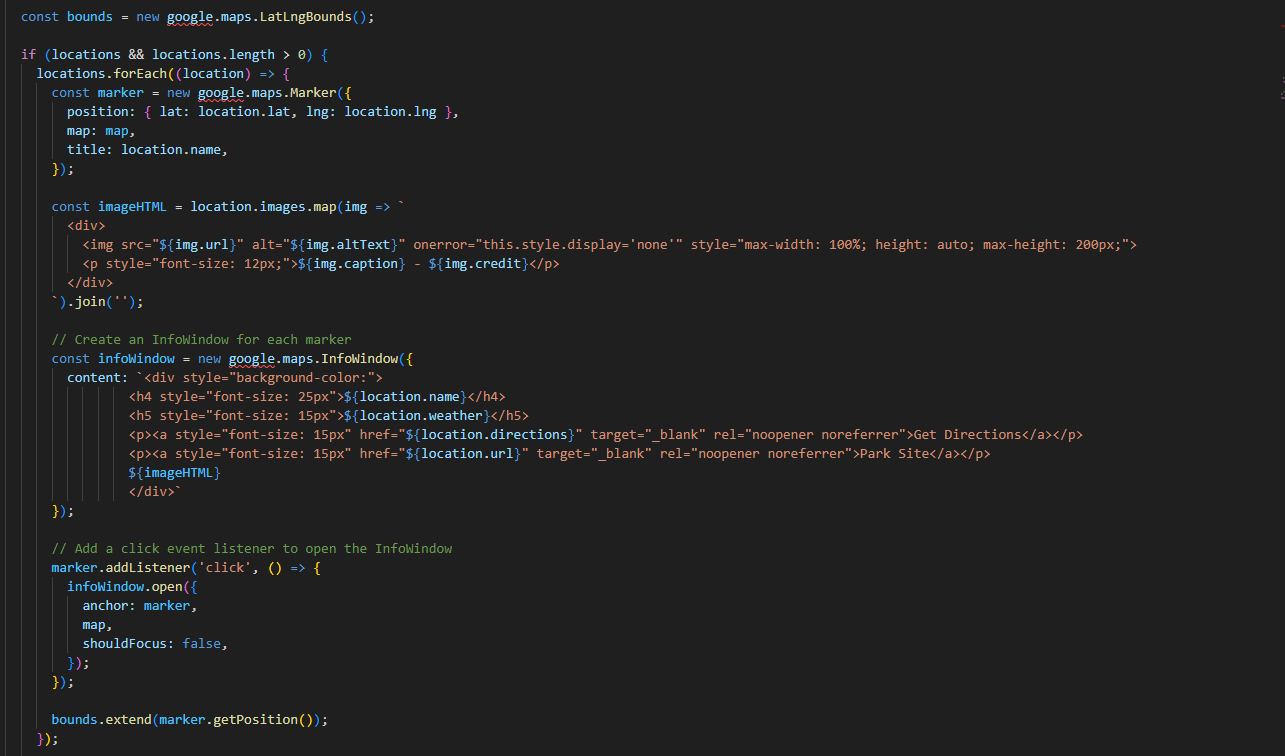 const bounds = new google.maps.LatLngBounds();
if (locations && locations.length > 0) {
locations.forEach((location) => {
const marker = new google.maps.Marker({
position: { lat: location.lat, lng: location.lng },
map: map,
title: location.name,
});
const imageHTML = location.images.map(img => `
<div>
<img src="${img.url}" alt="${img.altText}" onerror="this.style.display='none'" style="max-width: 100%; height: auto; max-height: 200px;">
<p style="font-size: 12px;">${img.caption} - ${img.credit}</p>
</div>
`).join('');
// Create an InfoWindow for each marker
const infoWindow = new google.maps.InfoWindow({
content: `<div style="background-color:">
<h4 style="font-size: 25px">${location.name}</h4>
<h5 style="font-size: 15px">${location.weather}</h5>
<p><a style="font-size: 15px" href="${location.directions}" target="_blank" rel="noopener noreferrer">Get Directions</a></p>
<p><a style="font-size: 15px" href="${location.url}" target="_blank" rel="noopener noreferrer">Park Site</a></p>
${imageHTML}
</div>`
});
// Add a click event listener to open the InfoWindow
marker.addListener('click', () => {
infoWindow.open({
anchor: marker,
map,
shouldFocus: false,
});
});
bounds.extend(marker.getPosition());
});